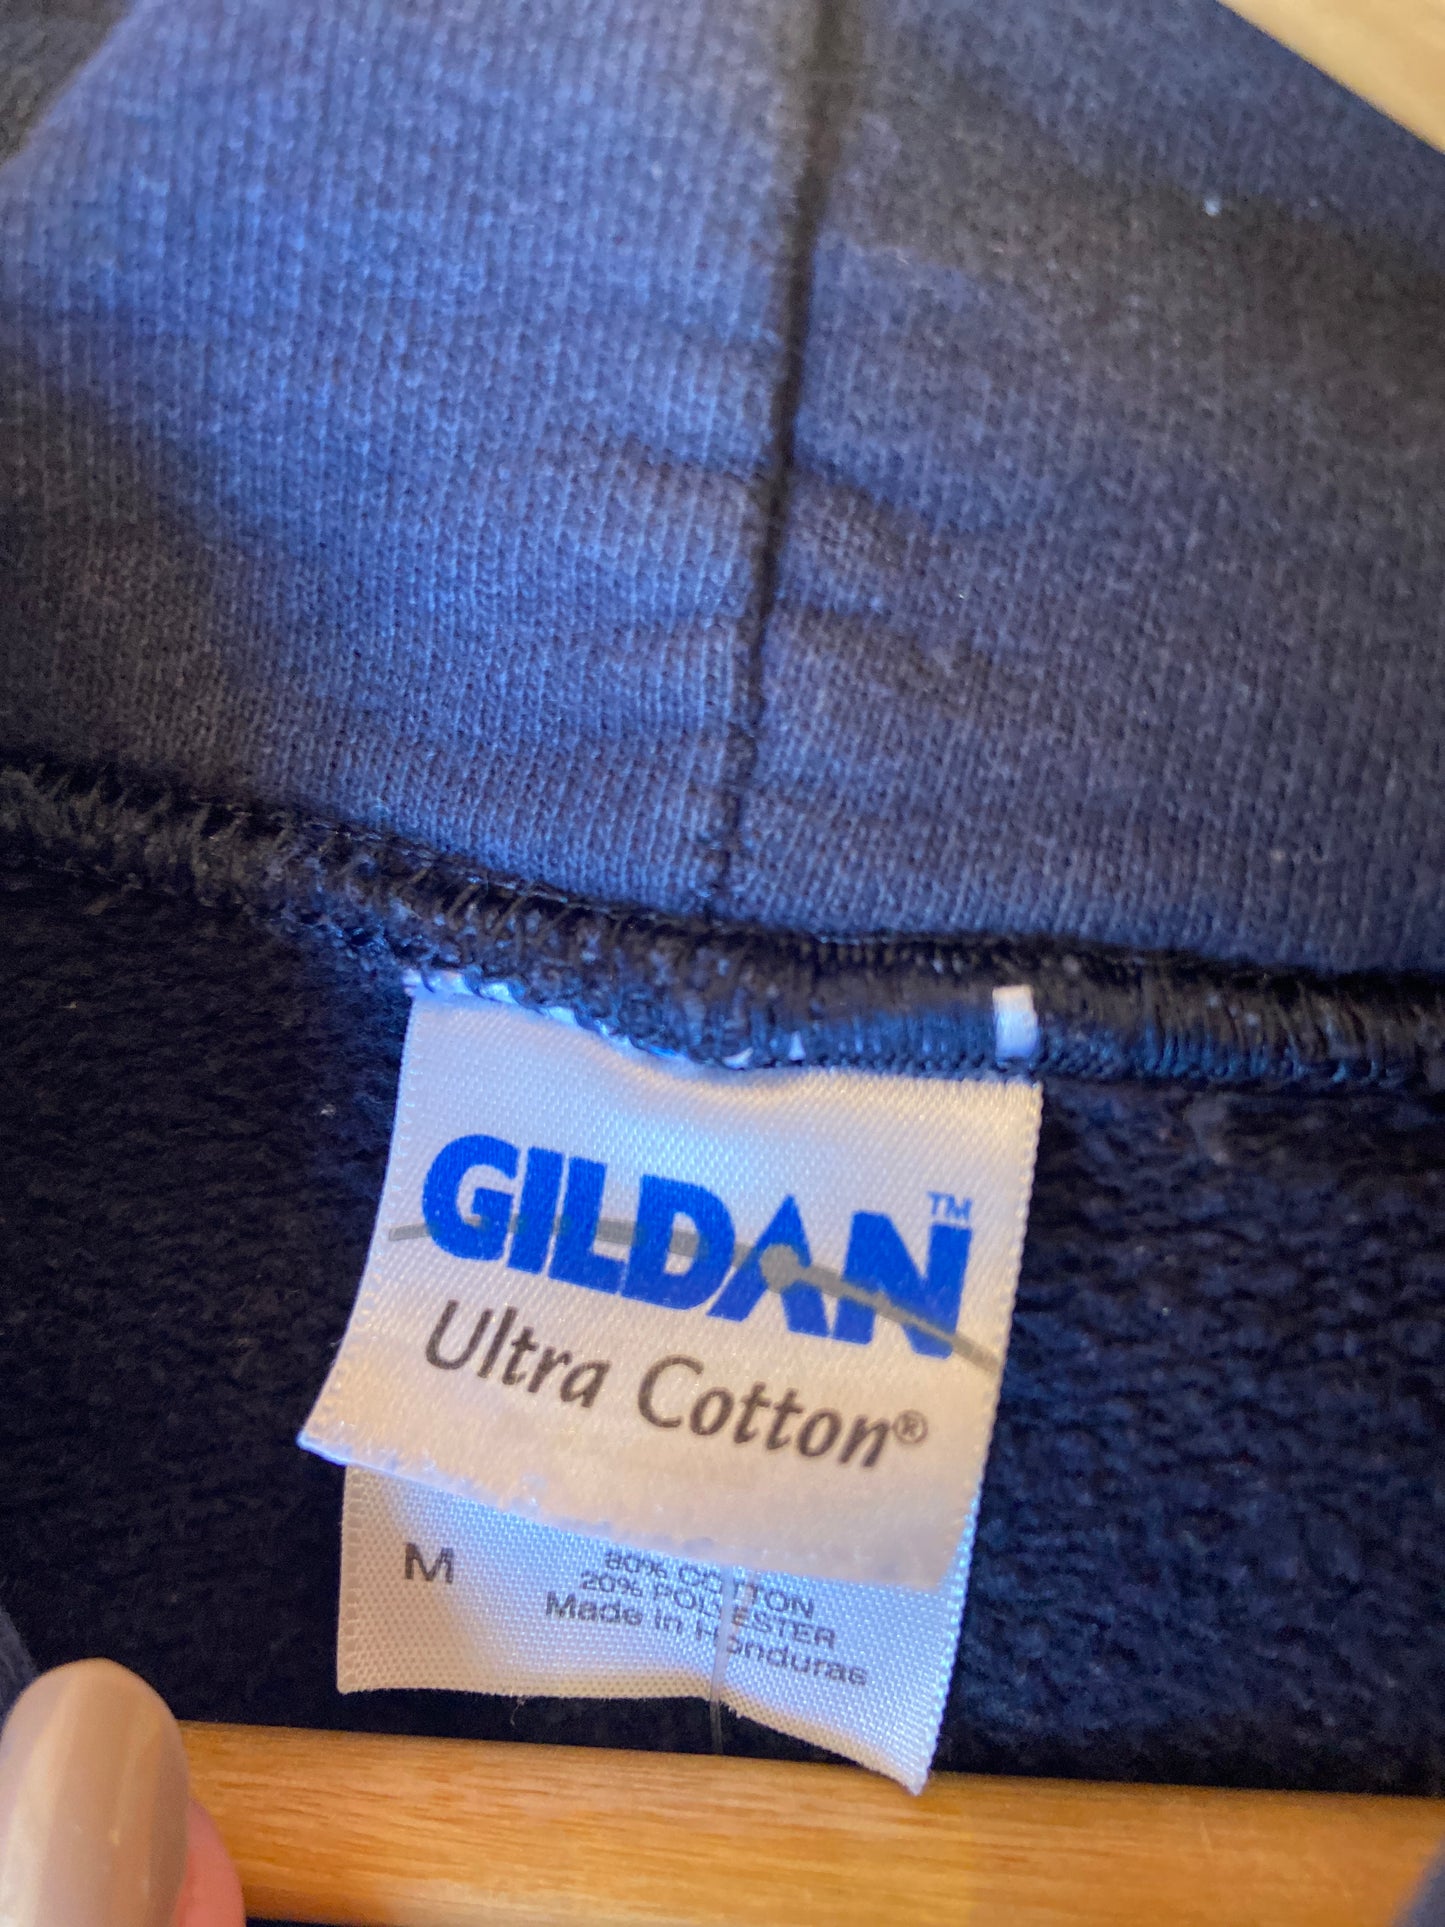 GILDAN™
Ultra Cotton®
M
80% COTTON
20% POLYESTER
Made in Honduras